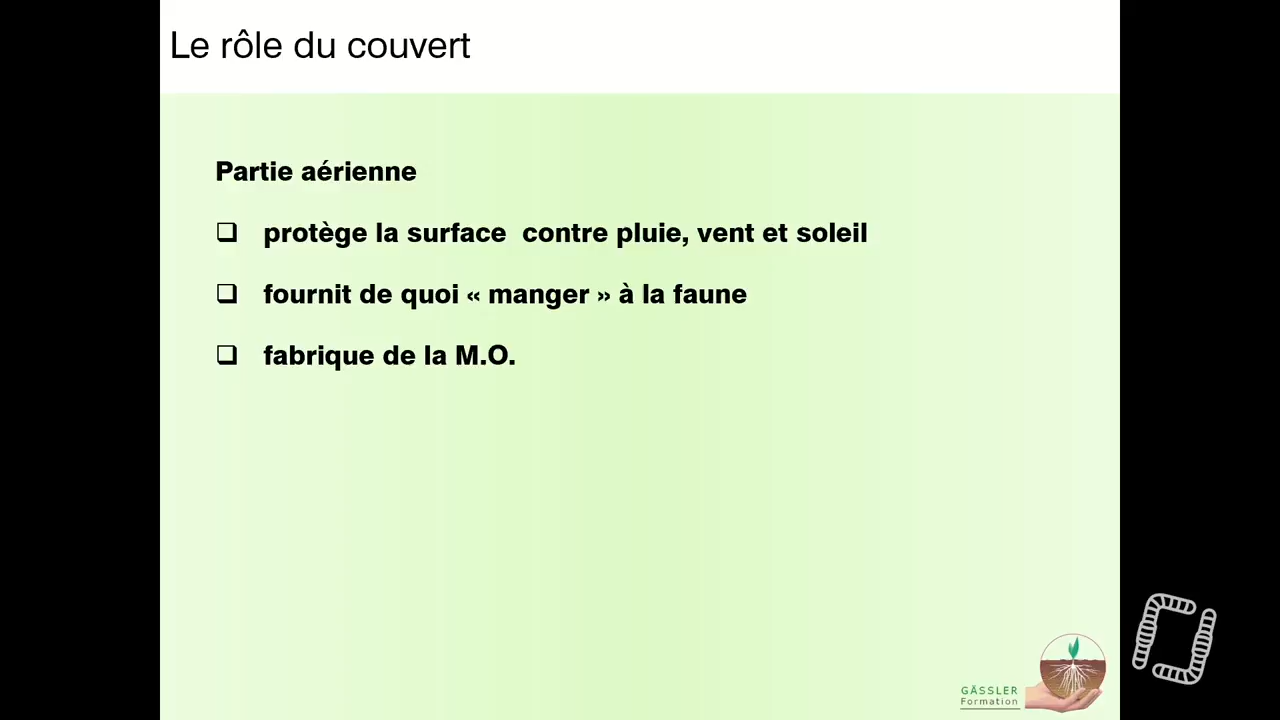 Le rôle du couvert
Partie aérienne
❑ protège la surface contre pluie, vent et soleil
❑ fournit de quoi « manger » à la faune
❑ fabrique de la M.O.
GÄSSLER
Formation